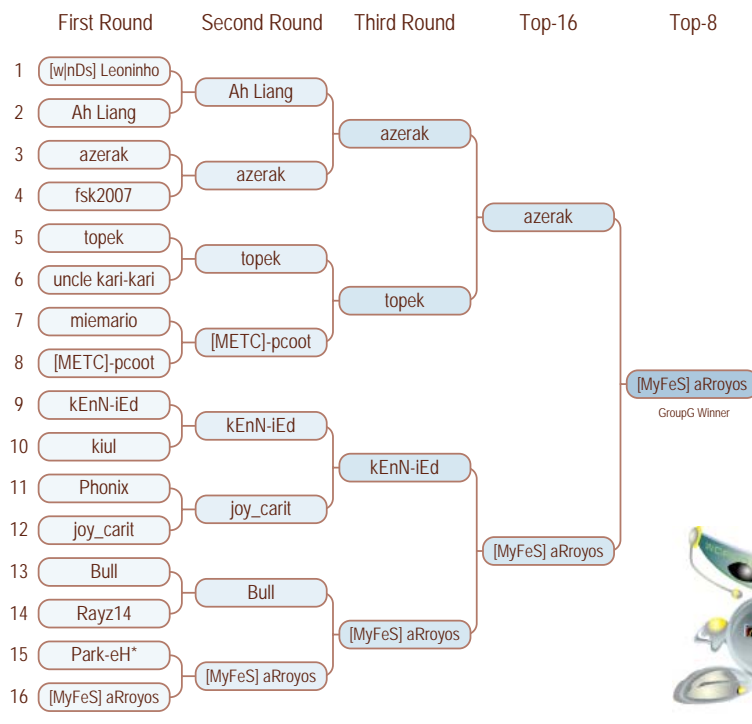 First Round Second Round Third Round Top-16 Top-8
1 [w|nDs] Leoninho
Ah Liang
2 Ah Liang
azerak
3 azerak
azerak
4 fsk2007
azerak
5 topek
topek
6 uncle kari-kari
topek
7 miemario
[METC]-pcoot
8 [METC]-pcoot
[MyFeS] aRroyos
GroupG Winner
9 kEnN-iEd
kEnN-iEd
10 kiul
kEnN-iEd
11 Phonix
joy_carit
12 joy_carit
[MyFeS] aRroyos
13 Bull
Bull
14 Rayz14
[MyFeS] aRroyos
15 Park-eH*
[MyFeS] aRroyos
16 [MyFeS] aRroyos